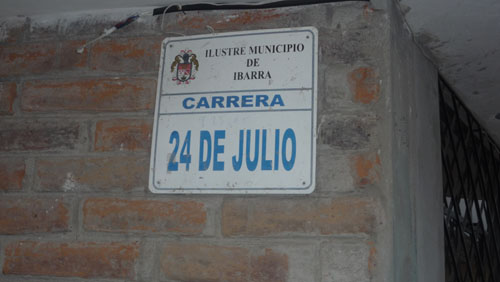 ILUSTRE MUNICIPIO
DE
IBARRA
CARRERA
24 DE JULIO